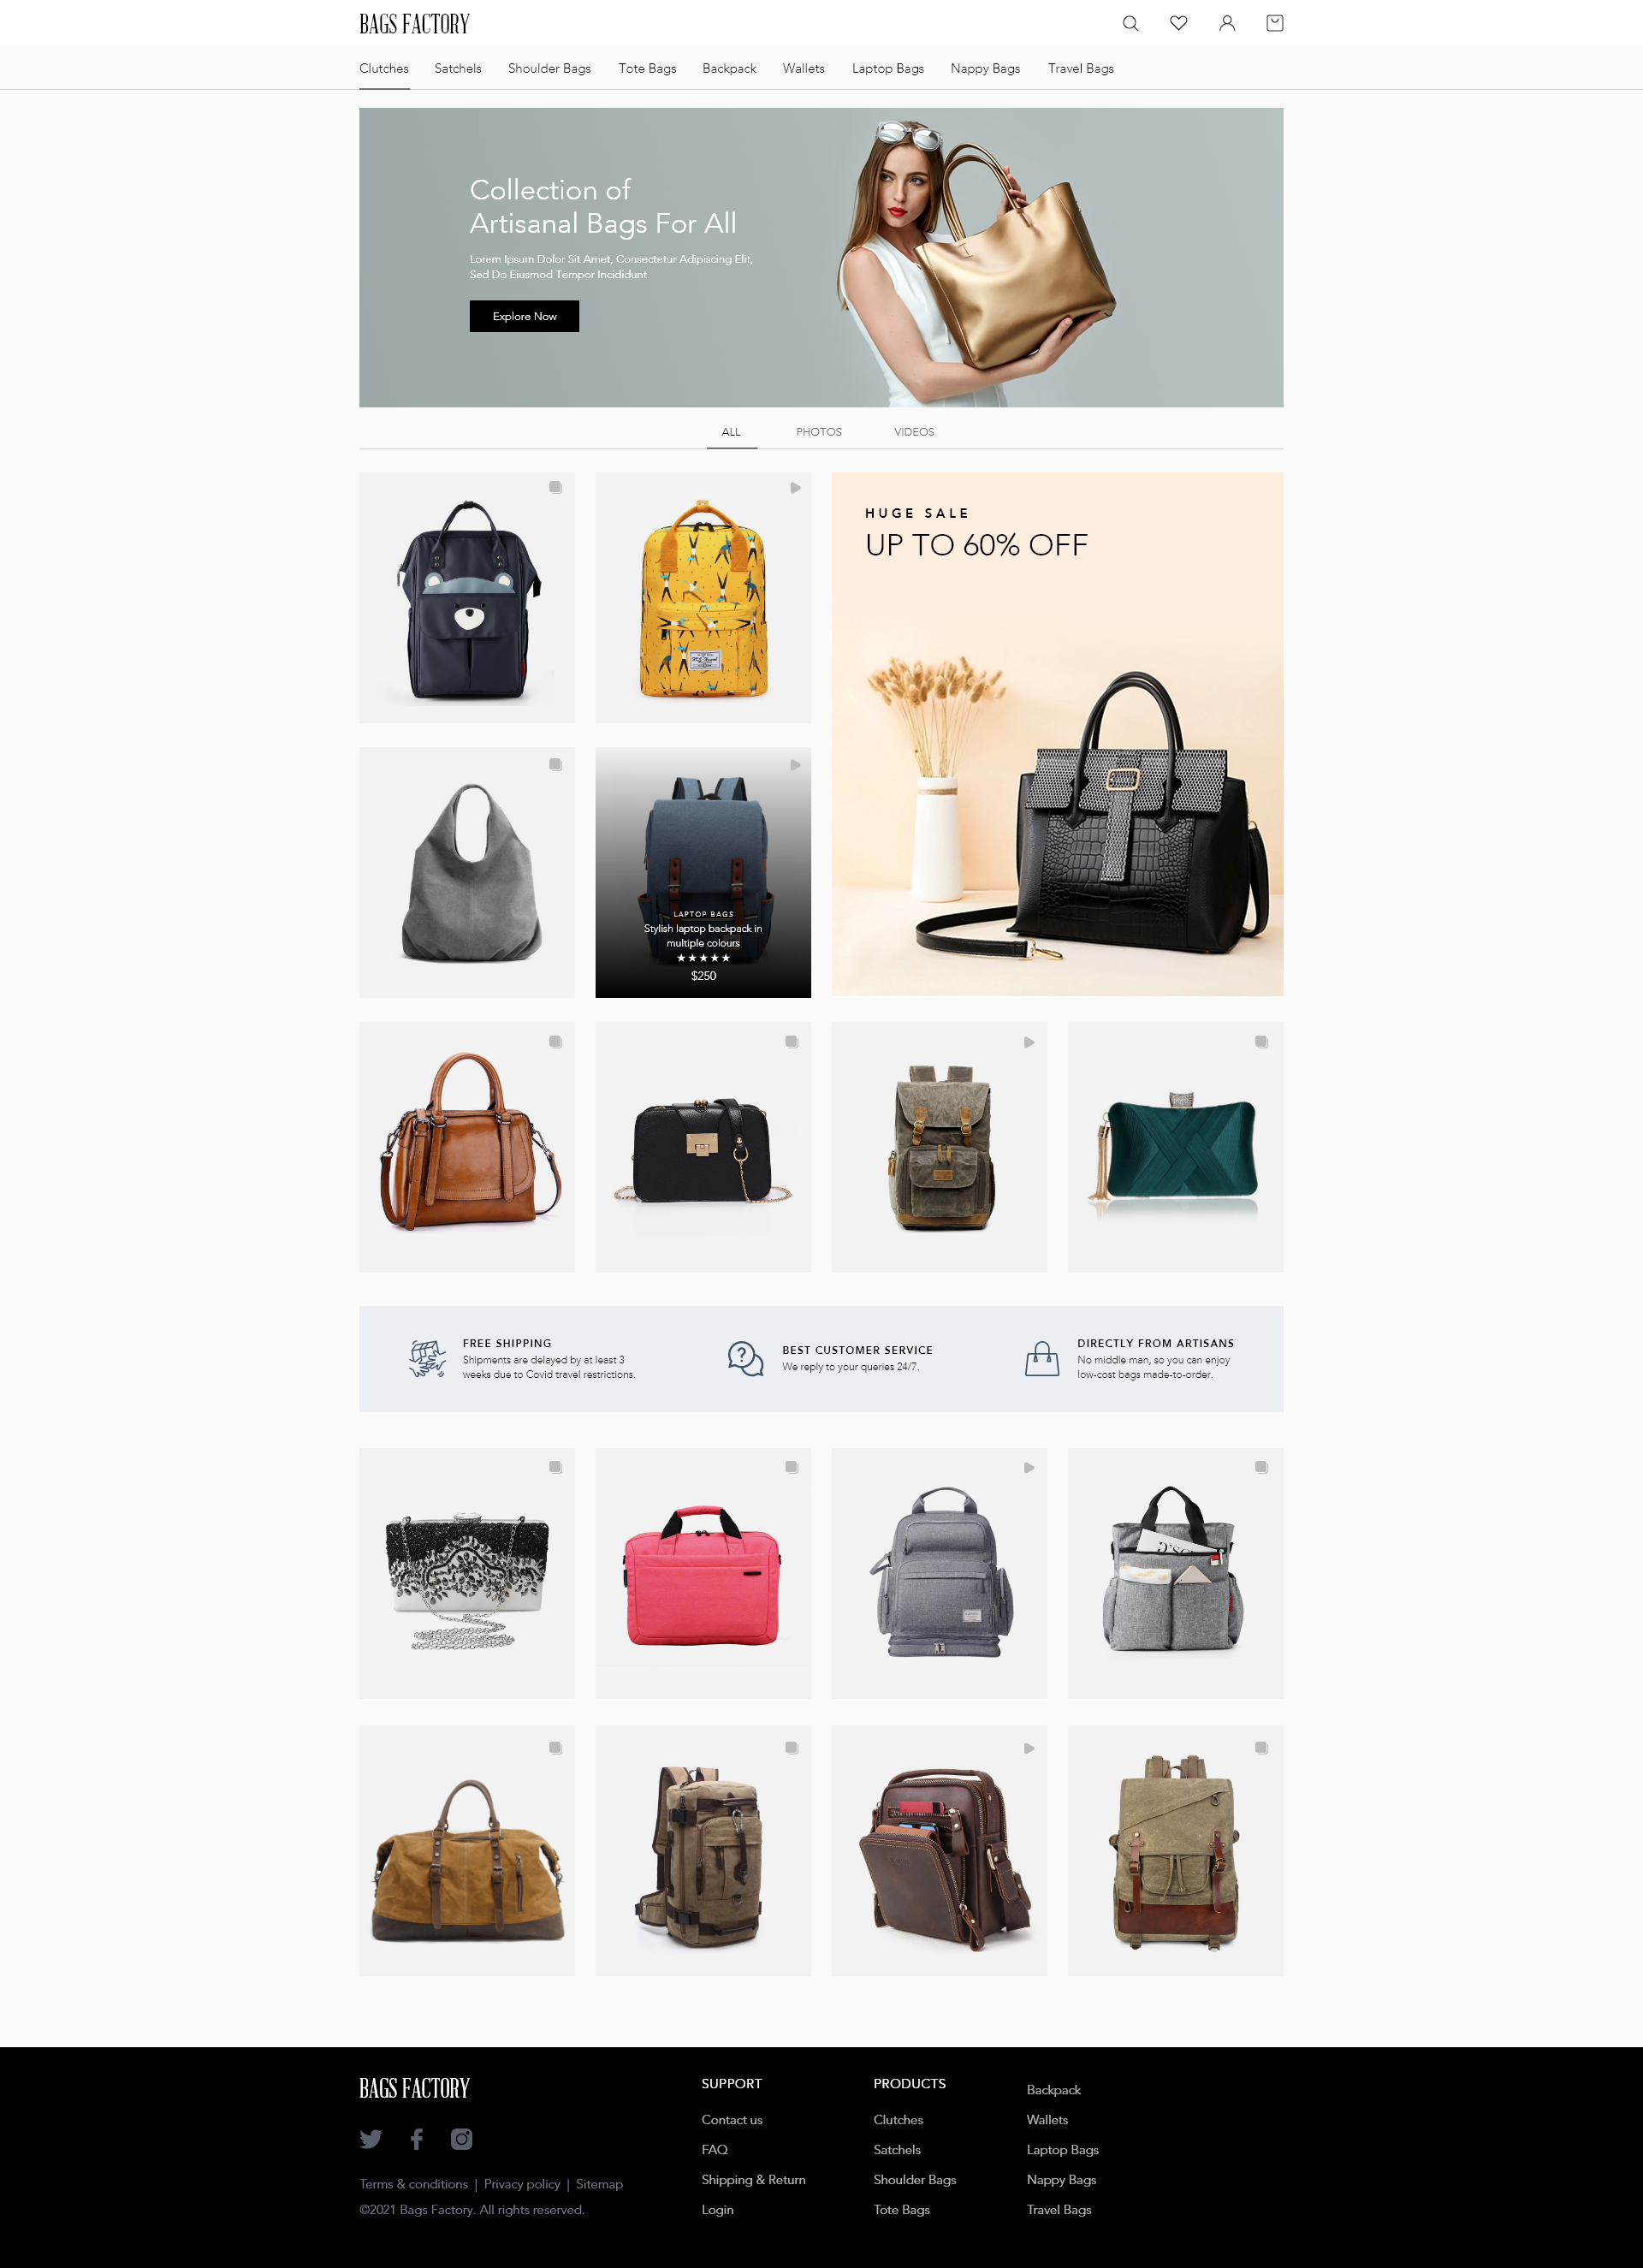 BAGS FACTORY
Clutches
Satchels
Shoulder Bags
Tote Bags
Backpack
Wallets
Laptop Bags
Nappy Bags
Travel Bags
Collection of
Artisanal Bags For All
Lorem Ipsum Dolor Sit Amet, Consectetur Adipiscing Elit,
Sed Do Eiusmod Tempor Incididunt.
Explore Now
ALL
PHOTOS
VIDEOS
HUGE SALE
UP TO 60% OFF
LAPTOP BAGS
Stylish laptop backpack in
multiple colours
★★★★★
$250
FREE SHIPPING
Shipments are delayed by at least 3
weeks due to Covid travel restrictions.
BEST CUSTOMER SERVICE
We reply to your queries 24/7.
DIRECTLY FROM ARTISANS
No middle man, so you can enjoy
low-cost bags made-to-order.
BAGS FACTORY
Terms & conditions | Privacy policy | Sitemap
©2021 Bags Factory. All rights reserved.
SUPPORT
Contact us
FAQ
Shipping & Return
Login
PRODUCTS
Clutches
Satchels
Shoulder Bags
Tote Bags
Backpack
Wallets
Laptop Bags
Nappy Bags
Travel Bags